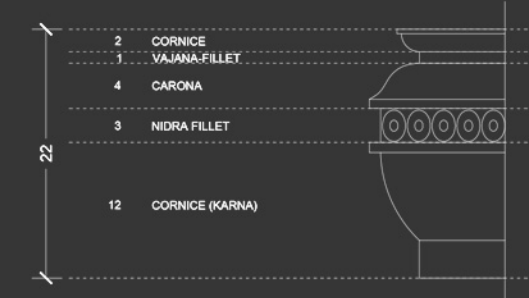 2 CORNICE
1 VAJANA-FILLET
4 CARONA
3 NIDRA FILLET
22
12 CORNICE (KARNA)